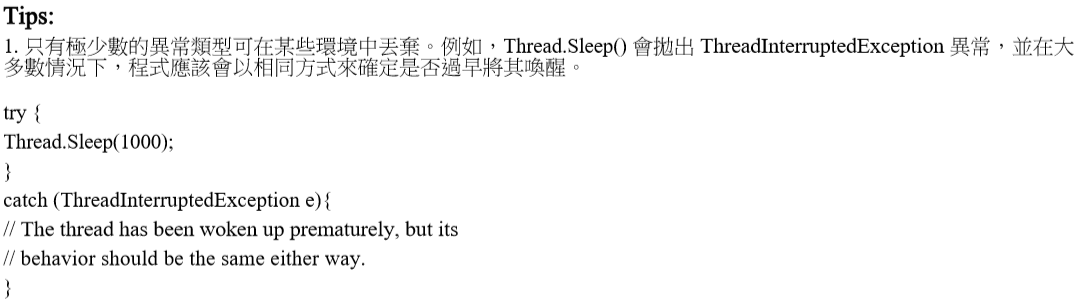 Tips:
1. 只有極少數的異常類型可在某些環境中丟棄。例如，Thread.Sleep() 會拋出 ThreadInterruptedException 異常，並在大
多數情況下，程式應該會以相同方式來確定是否過早將其喚醒。
try {
Thread.Sleep(1000);
}
catch (ThreadInterruptedException e){
// The thread has been woken up prematurely, but its
// behavior should be the same either way.
}